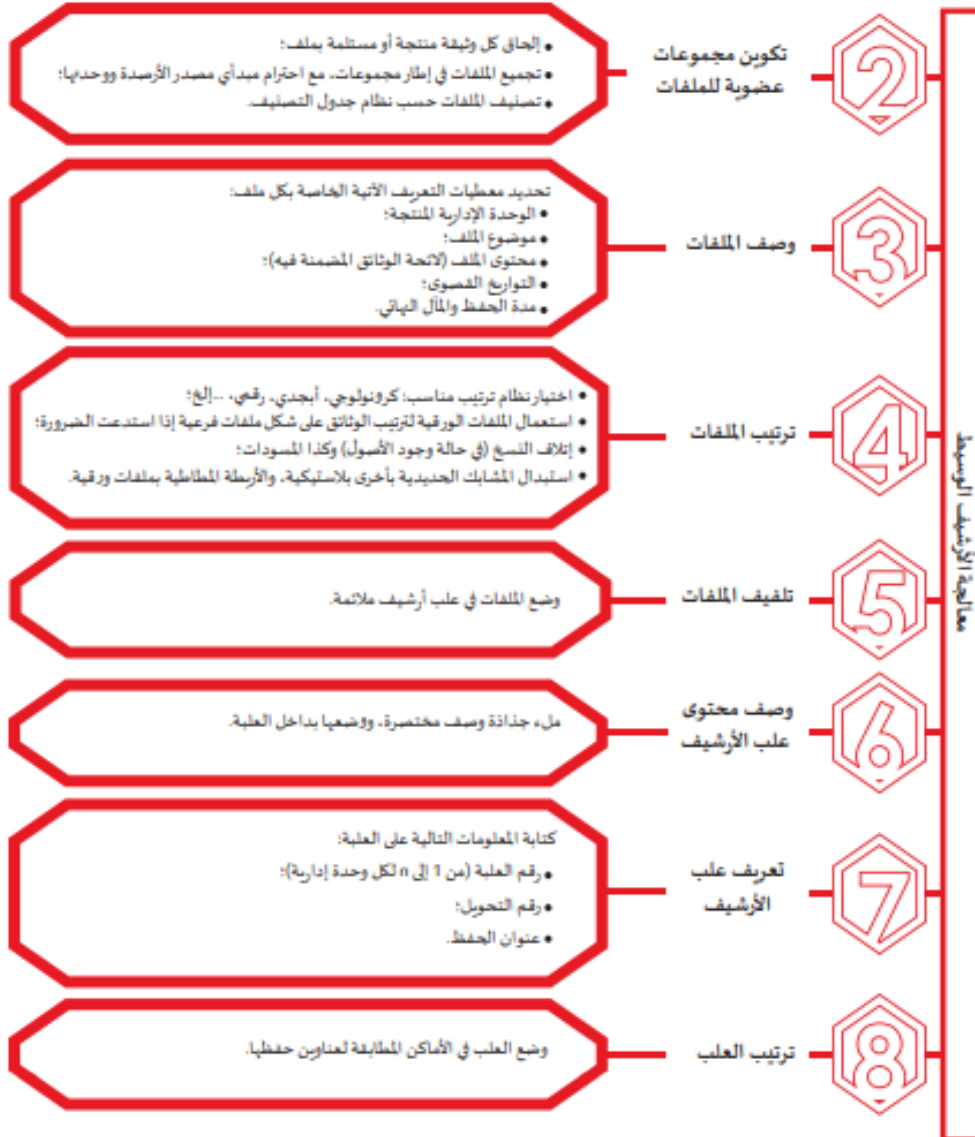 معالجة الأرشيف الوسيط
2
تكوين مجموعات
عضوية للملفات
• إلحاق كل وثيقة منتجة أو مستلمة بملف؛
• تجميع الملفات في إطار مجموعات، مع احترام مبدأي مصدر الأرصدة ووحدتها؛
• تصنيف الملفات حسب نظام جدول التصنيف.
3
وصف الملفات
تحديد معطيات التعريف الآتية الخاصة بكل ملف:
• الوحدة الإدارية المنتجة؛
• موضوع الملف؛
• محتوى الملف (لائحة الوثائق المضمنة فيه)؛
• التواريخ القصوى؛
• مدة الحفظ والمآل النهائي.
4
ترتيب الملفات
• اختيار نظام ترتيب مناسب: كرونولوجي، أبجدي، رقمي، ...إلخ؛
• استعمال الملفات الورقية لترتيب الوثائق على شكل ملفات فرعية إذا استدعت الضرورة؛
• إتلاف النسخ (في حالة وجود الأصول) وكذا المسودات؛
• استبدال المشابك الحديدية بأخرى بلاستيكية، والأربطة المطاطية بملفات ورقية.
5
تلفيف الملفات
وضع الملفات في علب أرشيف ملائمة.
6
وصف محتوى
علب الأرشيف
ملء جذاذة وصف مختصرة، ووضعها بداخل العلبة.
7
تعريف علب
الأرشيف
كتابة المعلومات التالية على العلبة:
• رقم العلبة (من 1 إلى n لكل وحدة إدارية)؛
• رقم التحويل؛
• عنوان الحفظ.
8
ترتيب العلب
وضع العلب في الأماكن المطابقة لعناوين حفظها.